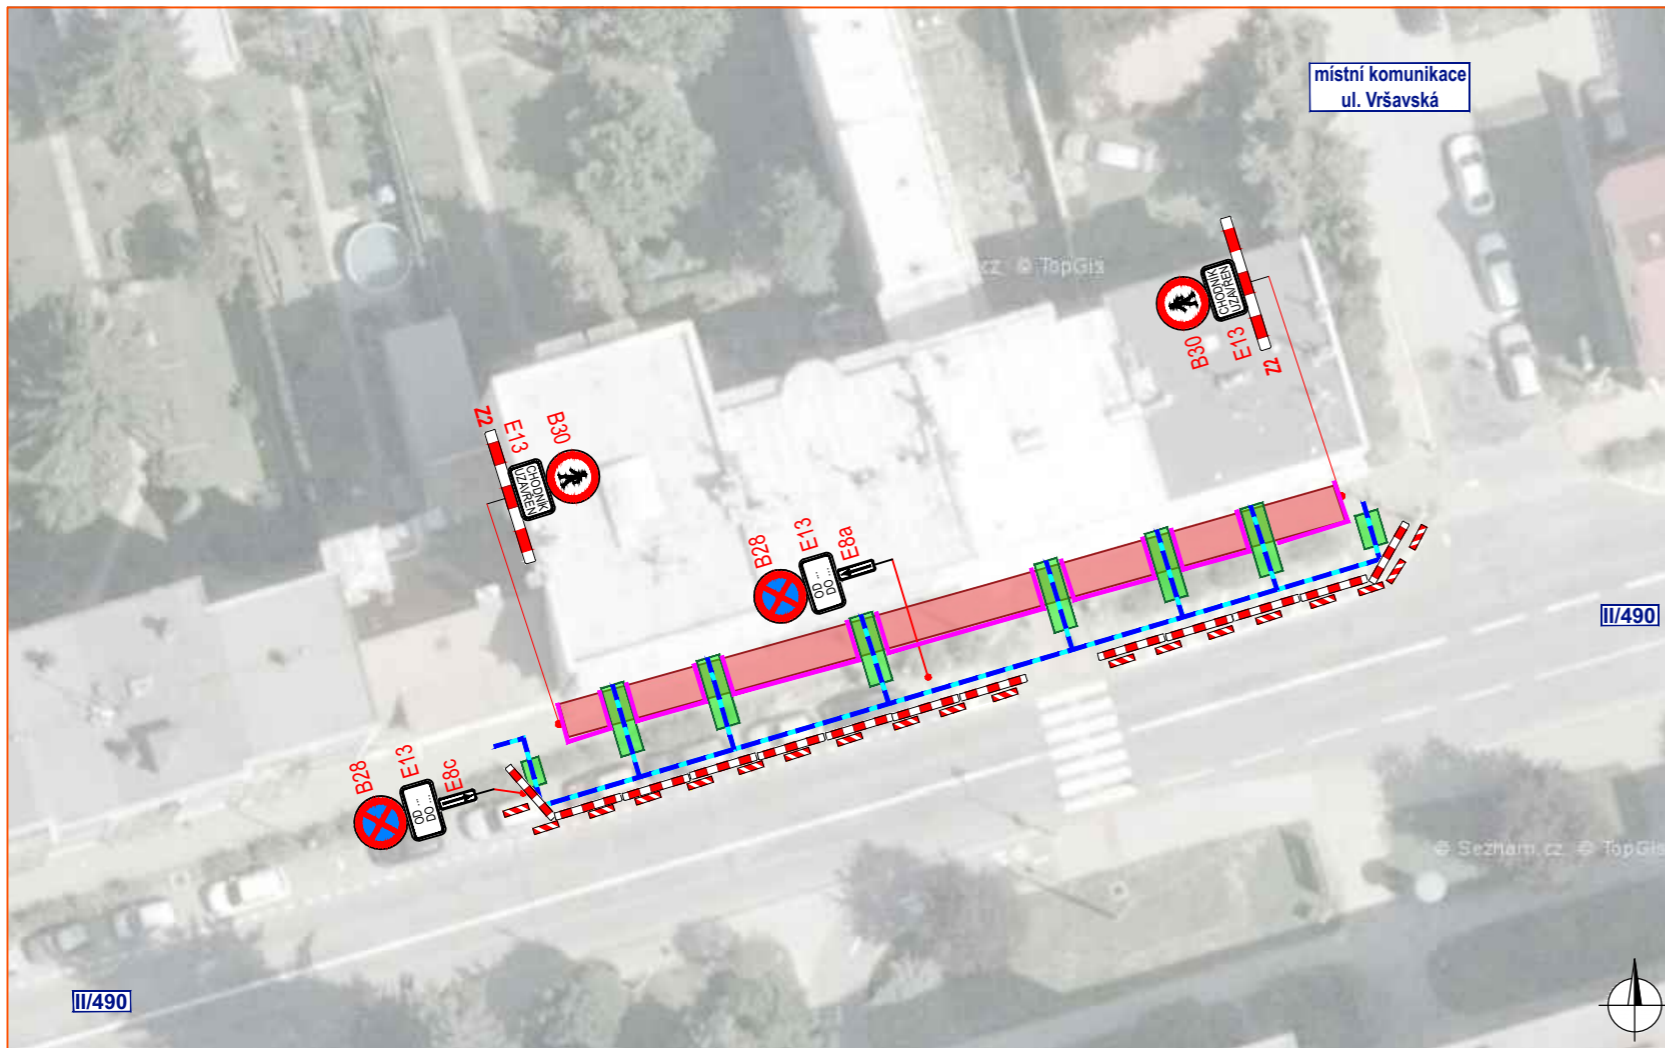 místní komunikace
ul. Vršavská
cz © TopGis
CHODNÍK
UZAVŘEN
B30
E13
Z2
Z2
E13
B30
CHODNÍK
UZAVŘEN
B28
E13
E8a
OD ...
DO ...
II/490
B28
E13
E8c
OD ...
DO ...
© Seznam.cz © TopGis
II/490